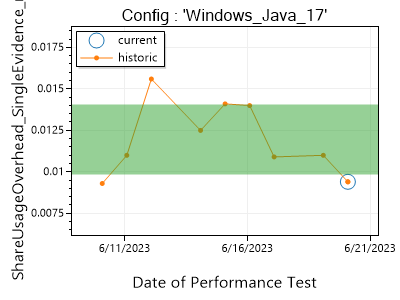 Config : 'Windows_Java_17'
ShareUsageOverhead_SingleEvidence_
current
historic
0.0175
0.015
0.0125
0.01
0.0075
6/11/2023
6/16/2023
6/21/2023
Date of Performance Test